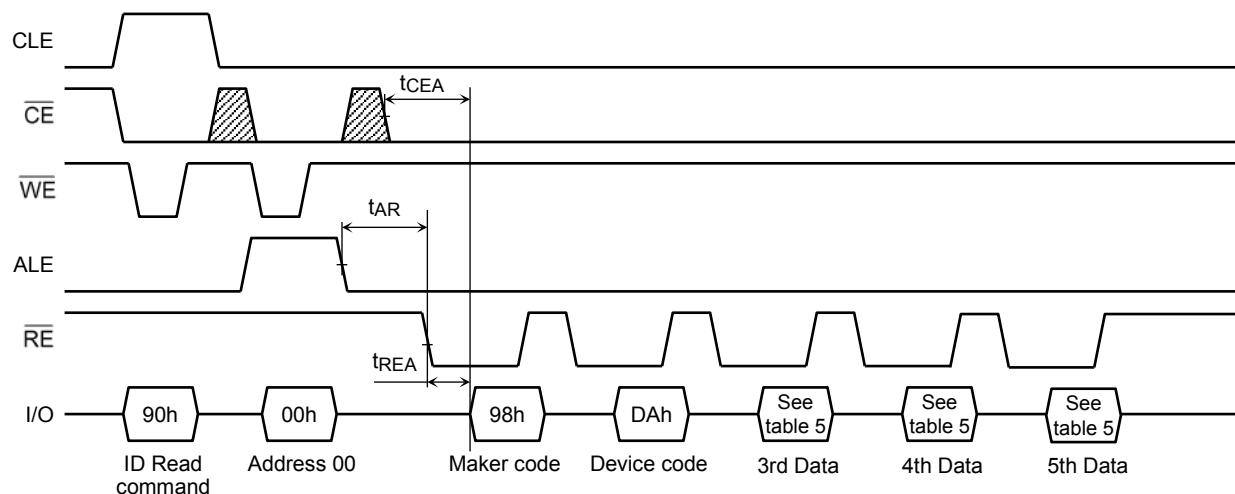 CLE
tCEA
CE
WE
tAR
ALE
RE
tREA
I/O
90h
00h
98h
DAh
See
table 5
See
table 5
See
table 5
ID Read
command
Address 00
Maker code
Device code
3rd Data
4th Data
5th Data